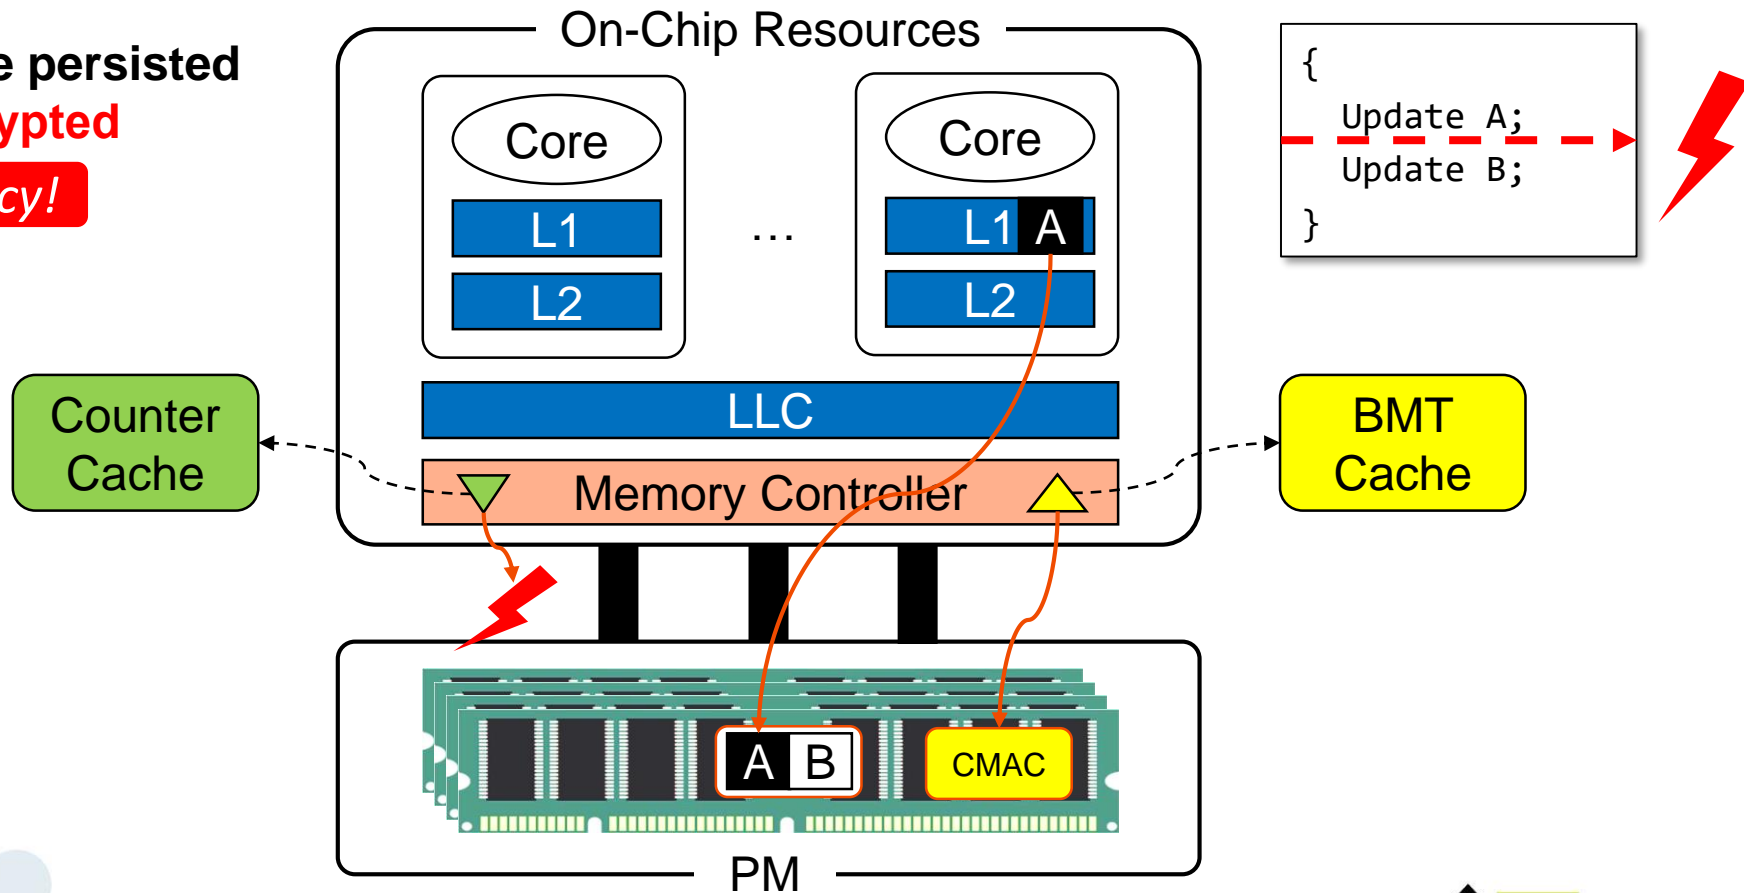 On-Chip Resources
e persisted
ypted
cy!
Core
L1
L2
…
Core
L1 A
L2
{
Update A;
Update B;
}
Counter
Cache
LLC
Memory Controller
BMT
Cache
A B
CMAC
PM